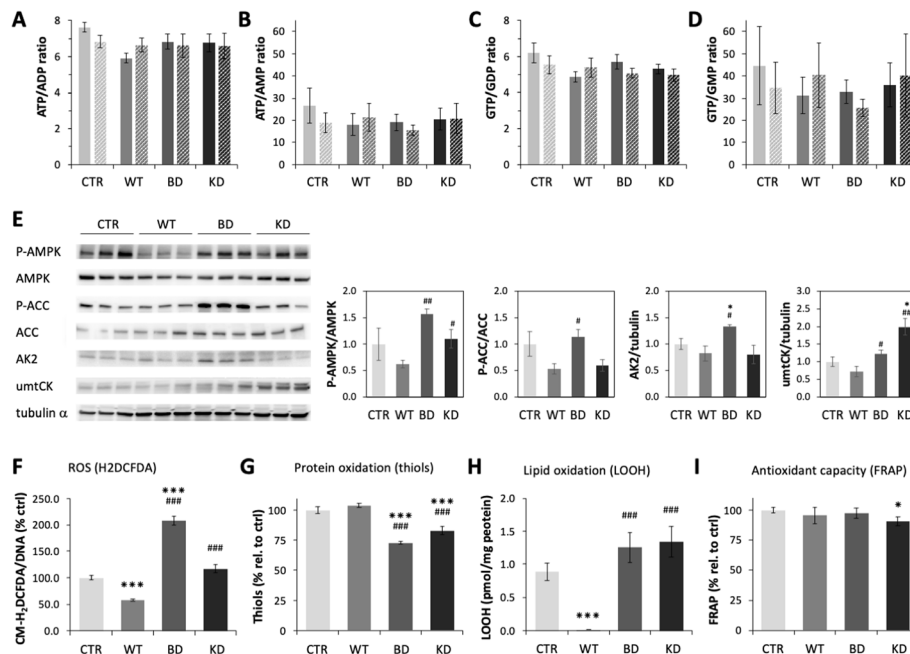 A
B
C
D
ATP/ADP ratio
8
6
4
2
0
CTR WT BD KD
ATP/AMP ratio
60
50
40
30
20
10
0
CTR WT BD KD
GTP/GDP ratio
8
6
4
2
0
CTR WT BD KD
GTP/GMP ratio
70
60
50
40
30
20
10
0
CTR WT BD KD
E
CTR WT BD KD
P-AMPK
AMPK
P-ACC
ACC
AK2
umtCK
tubulin α
P-AMPK/AMPK
2.0
1.5
1.0
0.5
0.0
##
#
CTR WT BD KD
P-ACC/ACC
2.0
1.5
1.0
0.5
0.0
#
CTR WT BD KD
AK2/tubulin
2.0
1.5
1.0
0.5
0.0
*
#
CTR WT BD KD
umtCK/tubulin
3.0
2.0
1.0
0.0
#
*
##
CTR WT BD KD
F ROS (H2DCFDA)
CM-H₂DCFDA/DNA (% ctrl)
250.0
200.0
150.0
100.0
50.0
0.0
***
***
###
###
CTR WT BD KD
G Protein oxidation (thiols)
Thiols (% rel. to ctrl)
125
100
75
50
25
0
***
###
***
###
CTR WT BD KD
H Lipid oxidation (LOOH)
LOOH (pmol/mg peotein)
2.0
1.5
1.0
0.5
0.0
***
###
###
CTR WT BD KD
I Antioxidant capacity (FRAP)
FRAP (% rel. to ctrl)
125
100
75
50
25
0
*
CTR WT BD KD